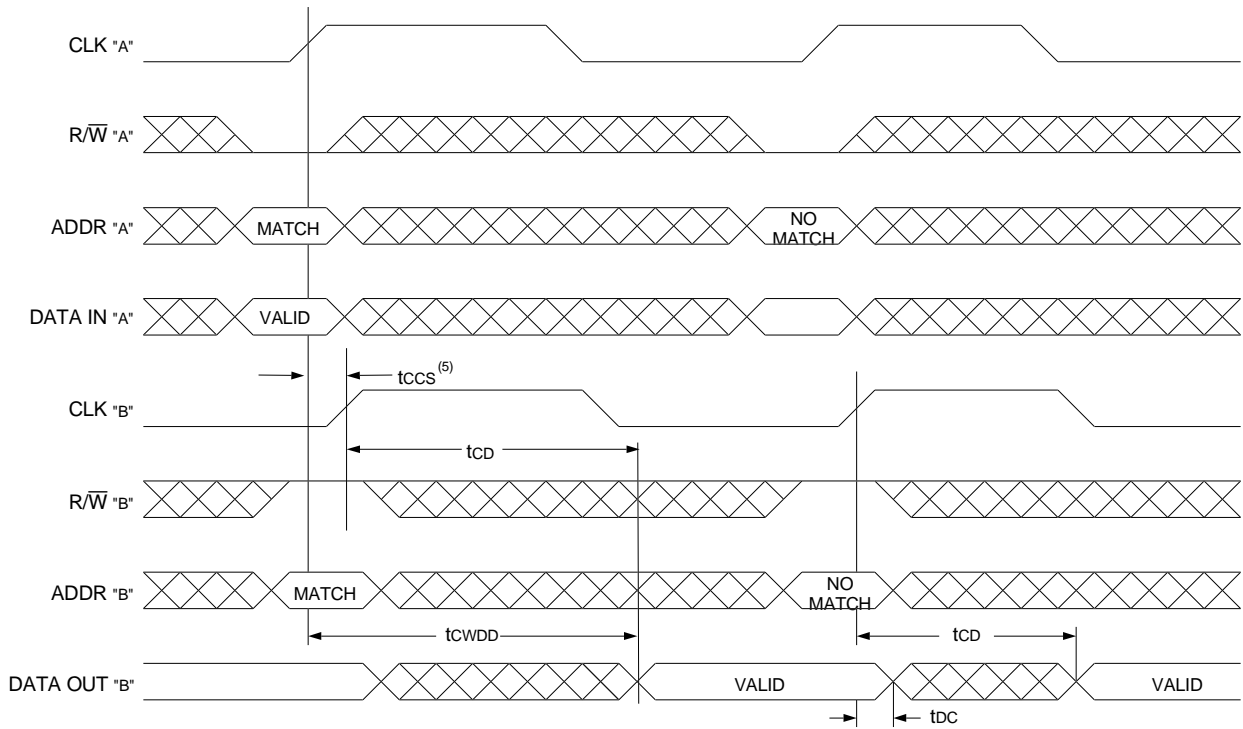 CLK "A"
R/W̅ "A"
ADDR "A"
MATCH
NO
MATCH
DATA IN "A"
VALID
tCCS (5)
CLK "B"
tCD
R/W̅ "B"
ADDR "B"
MATCH
NO
MATCH
tCWDD
tCD
DATA OUT "B"
VALID
VALID
tDC